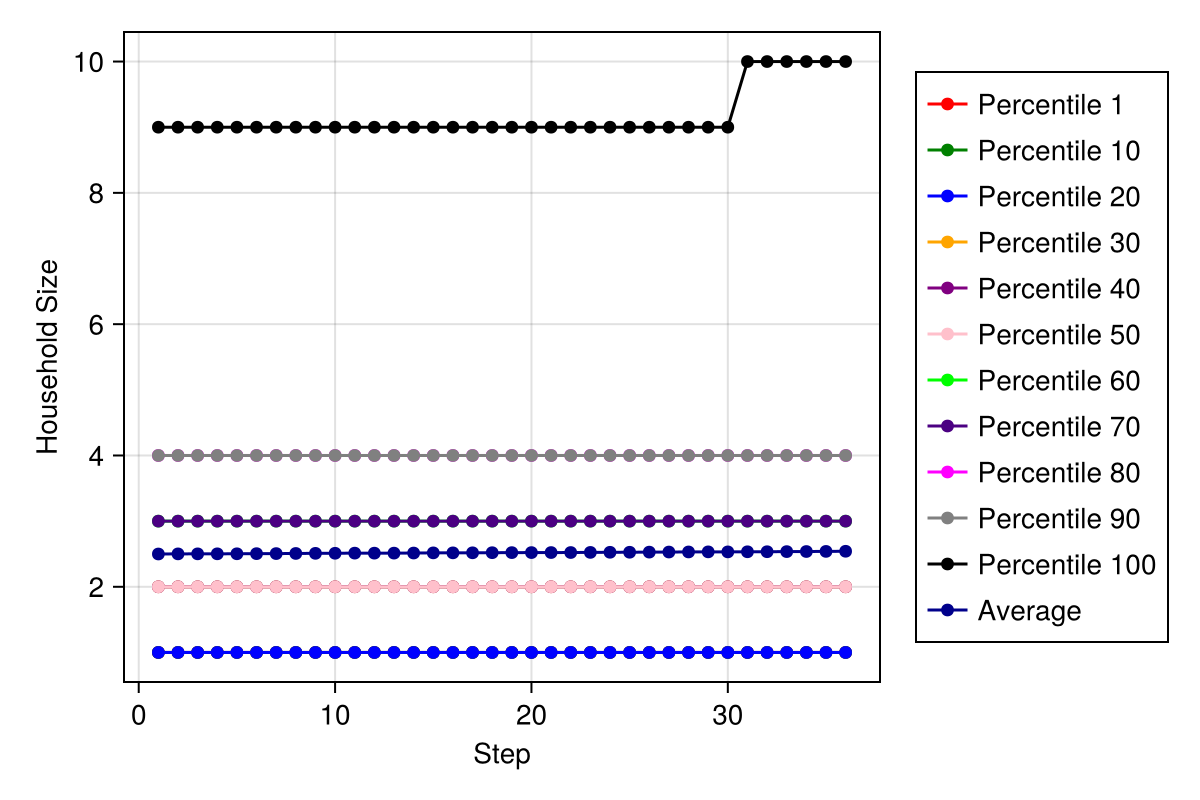 10
8
6
4
2
Household Size
0 10 20 30
Step
Percentile 1
Percentile 10
Percentile 20
Percentile 30
Percentile 40
Percentile 50
Percentile 60
Percentile 70
Percentile 80
Percentile 90
Percentile 100
Average